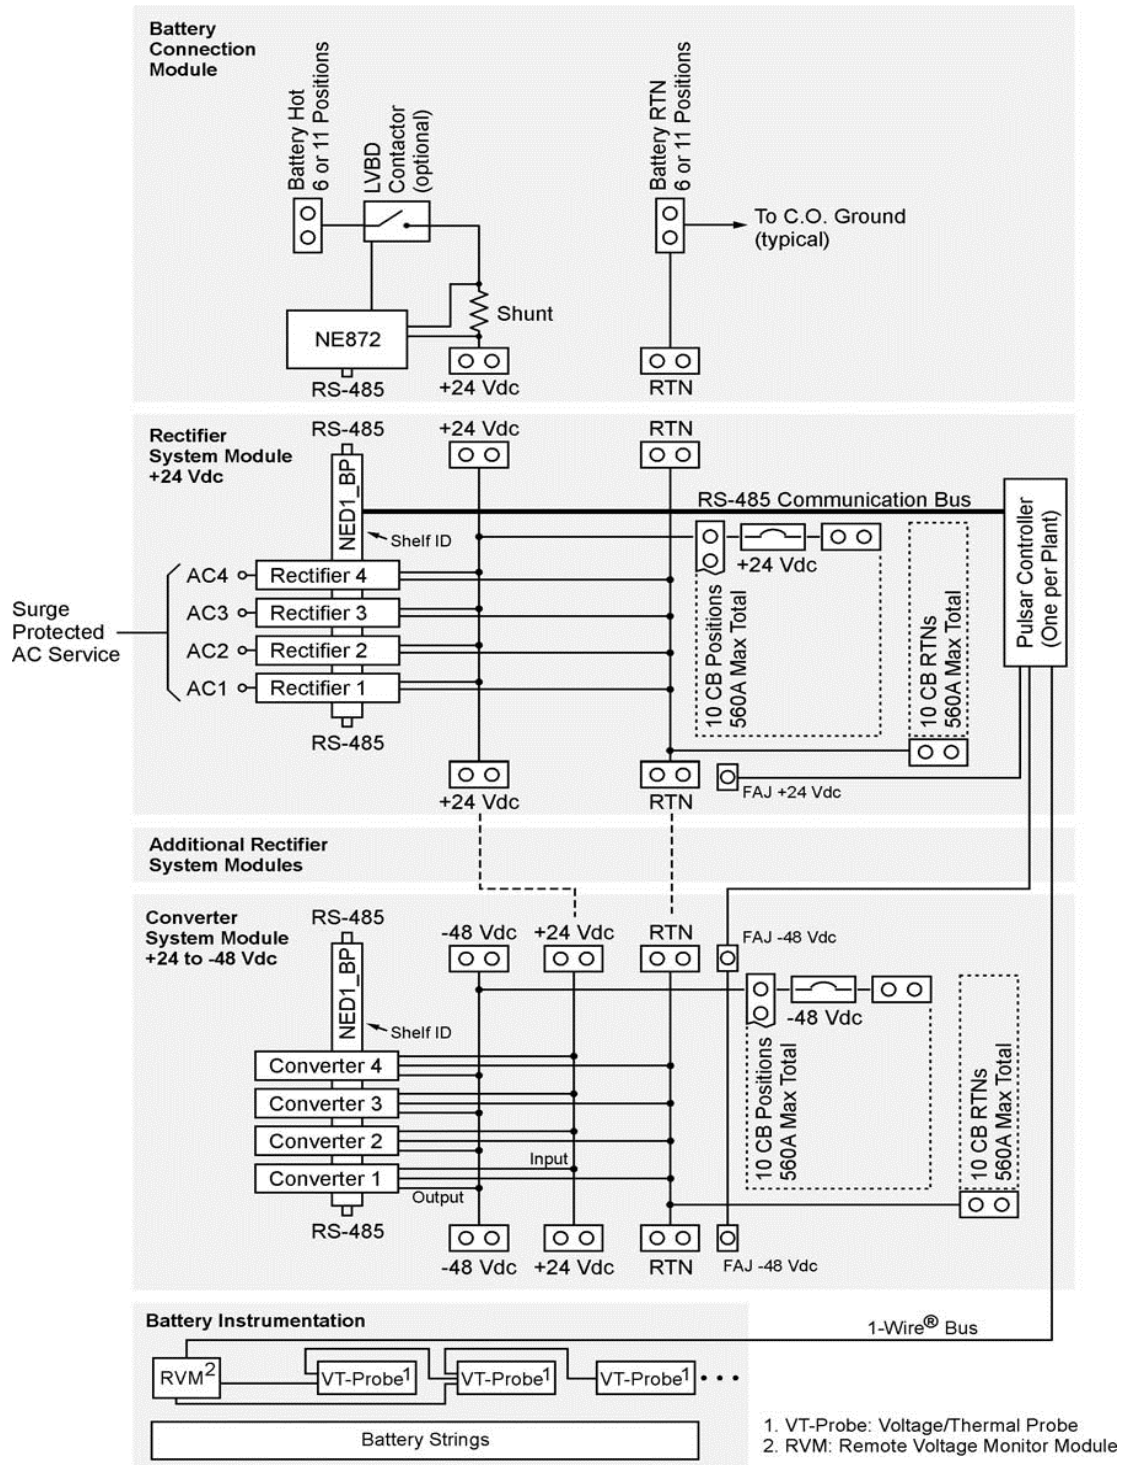 Battery
Connection
Module
Battery Hot
6 or 11 Positions
LVBD
Contactor
(optional)
Battery RTN
6 or 11 Positions
To C.O. Ground
(typical)
Shunt
NE872
RS-485
+24 Vdc
RTN
Rectifier
System Module
+24 Vdc
RS-485
+24 Vdc
RTN
NED1_BP
Shelf ID
RS-485 Communication Bus
Pulsar Controller
(One per Plant)
+24 Vdc
10 CB Positions
560A Max Total
10 CB RTNs
560A Max Total
Surge
Protected
AC Service
AC4
Rectifier 4
AC3
Rectifier 3
AC2
Rectifier 2
AC1
Rectifier 1
RS-485
+24 Vdc
RTN
FAJ +24 Vdc
Additional Rectifier
System Modules
Converter
System Module
+24 to -48 Vdc
RS-485
-48 Vdc
+24 Vdc
RTN
FAJ -48 Vdc
NED1_BP
Shelf ID
-48 Vdc
10 CB Positions
560A Max Total
10 CB RTNs
560A Max Total
Converter 4
Converter 3
Converter 2
Converter 1
Input
Output
RS-485
-48 Vdc
+24 Vdc
RTN
FAJ -48 Vdc
Battery Instrumentation
1-Wire® Bus
RVM2
VT-Probe1
VT-Probe1
VT-Probe1
Battery Strings
1. VT-Probe: Voltage/Thermal Probe
2. RVM: Remote Voltage Monitor Module